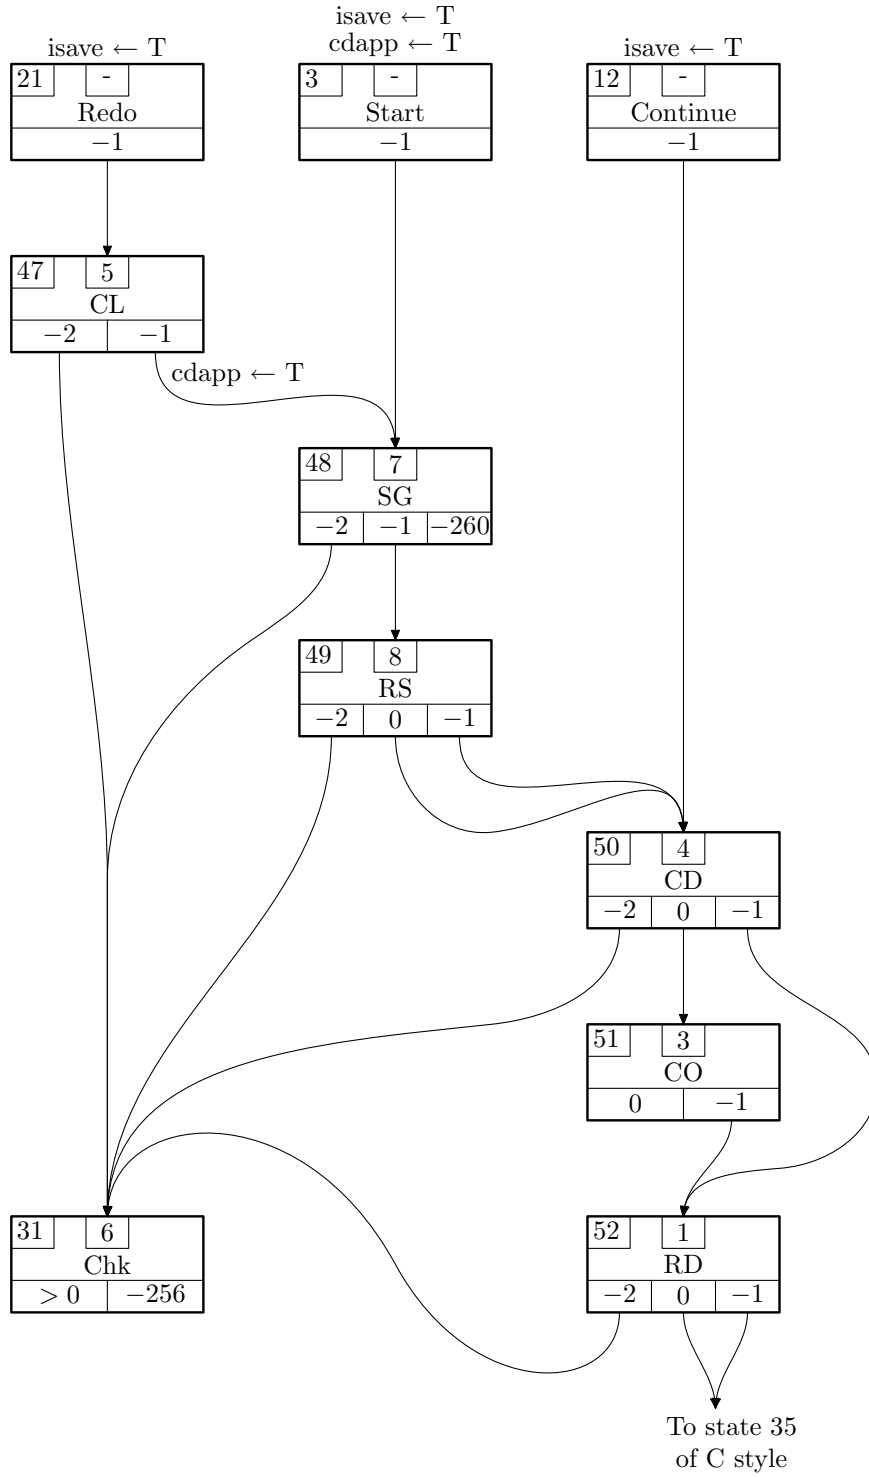 isave ← T
cdapp ← T
isave ← T
isave ← T
21 -
Redo
−1
3 -
Start
−1
12 -
Continue
−1
47 5
CL
−2 −1
cdapp ← T
48 7
SG
−2 −1 −260
49 8
RS
−2 0 −1
50 4
CD
−2 0 −1
51 3
CO
0 −1
31 6
Chk
> 0 −256
52 1
RD
−2 0 −1
To state 35
of C style